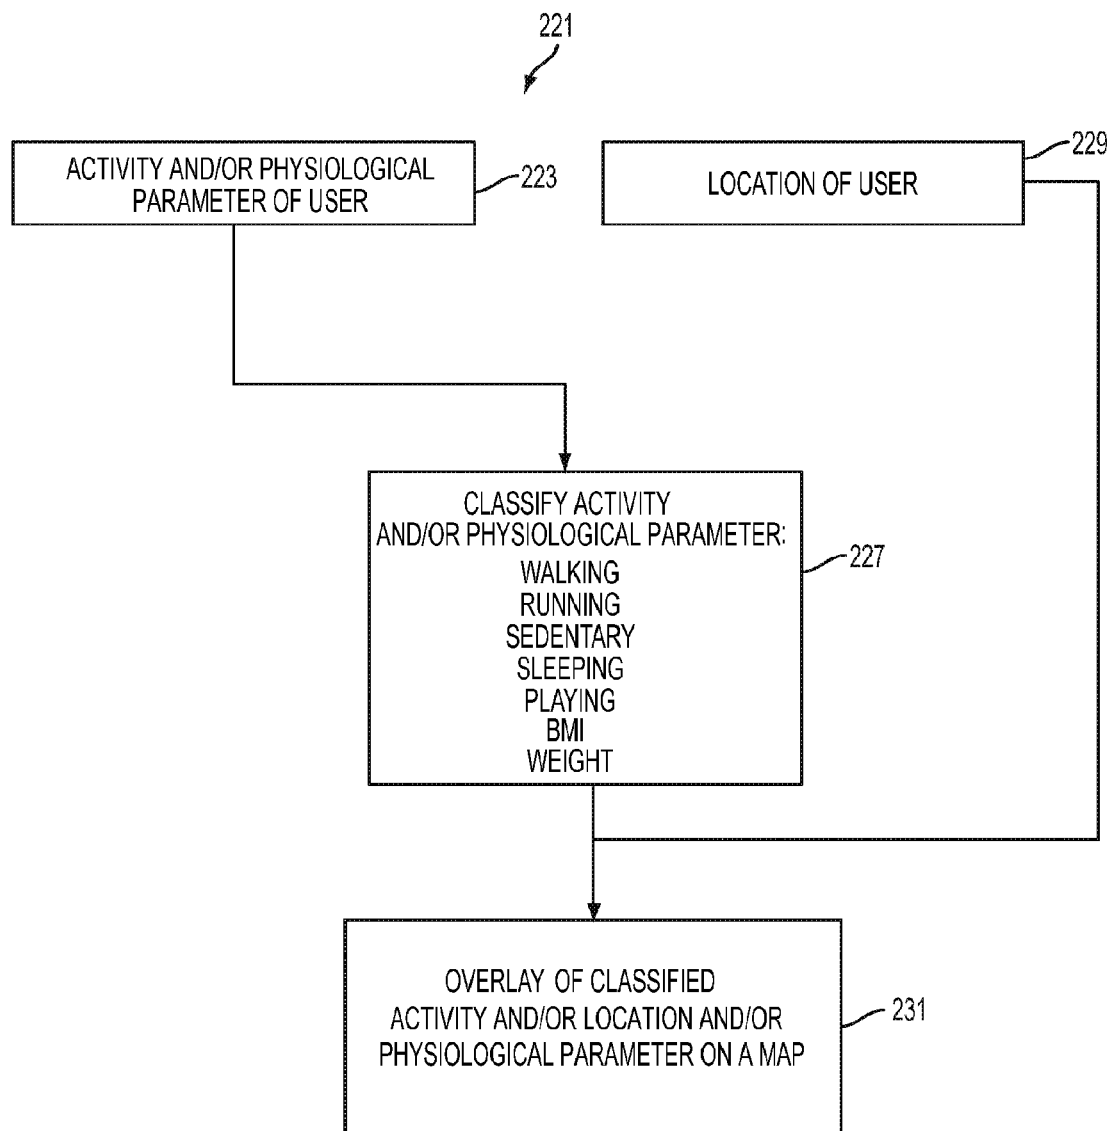 221
ACTIVITY AND/OR PHYSIOLOGICAL
PARAMETER OF USER
223
LOCATION OF USER
229
CLASSIFY ACTIVITY
AND/OR PHYSIOLOGICAL PARAMETER:
WALKING
RUNNING
SEDENTARY
SLEEPING
PLAYING
BMI
WEIGHT
227
OVERLAY OF CLASSIFIED
ACTIVITY AND/OR LOCATION AND/OR
PHYSIOLOGICAL PARAMETER ON A MAP
231